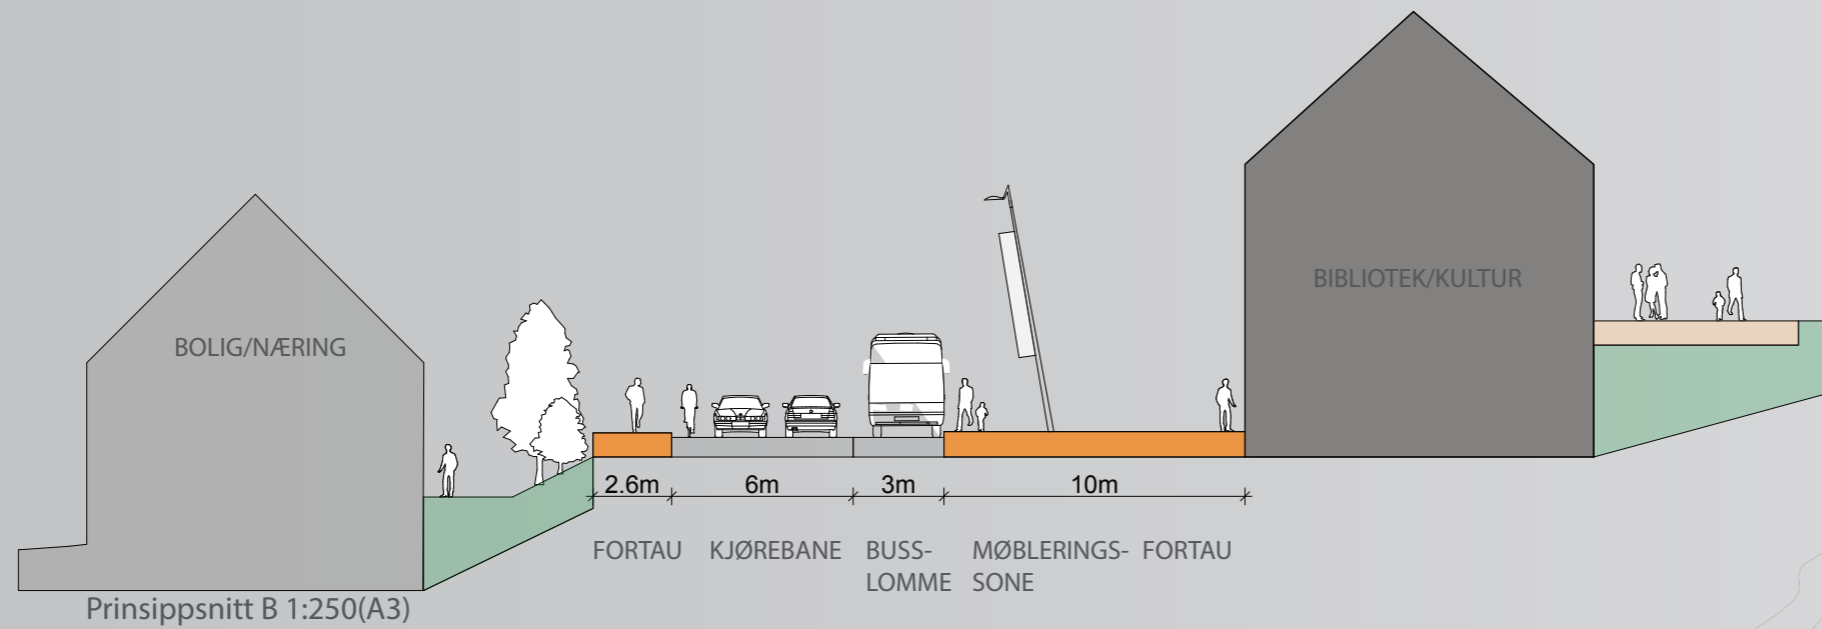 BIBLIOTEK/KULTUR
BOLIG/NÆRING
2.6m 6m 3m 10m
FORTAU KJØREBANE BUSS- MØBLERINGS- FORTAU
LOMME SONE
Prinsippsnitt B 1:250(A3)